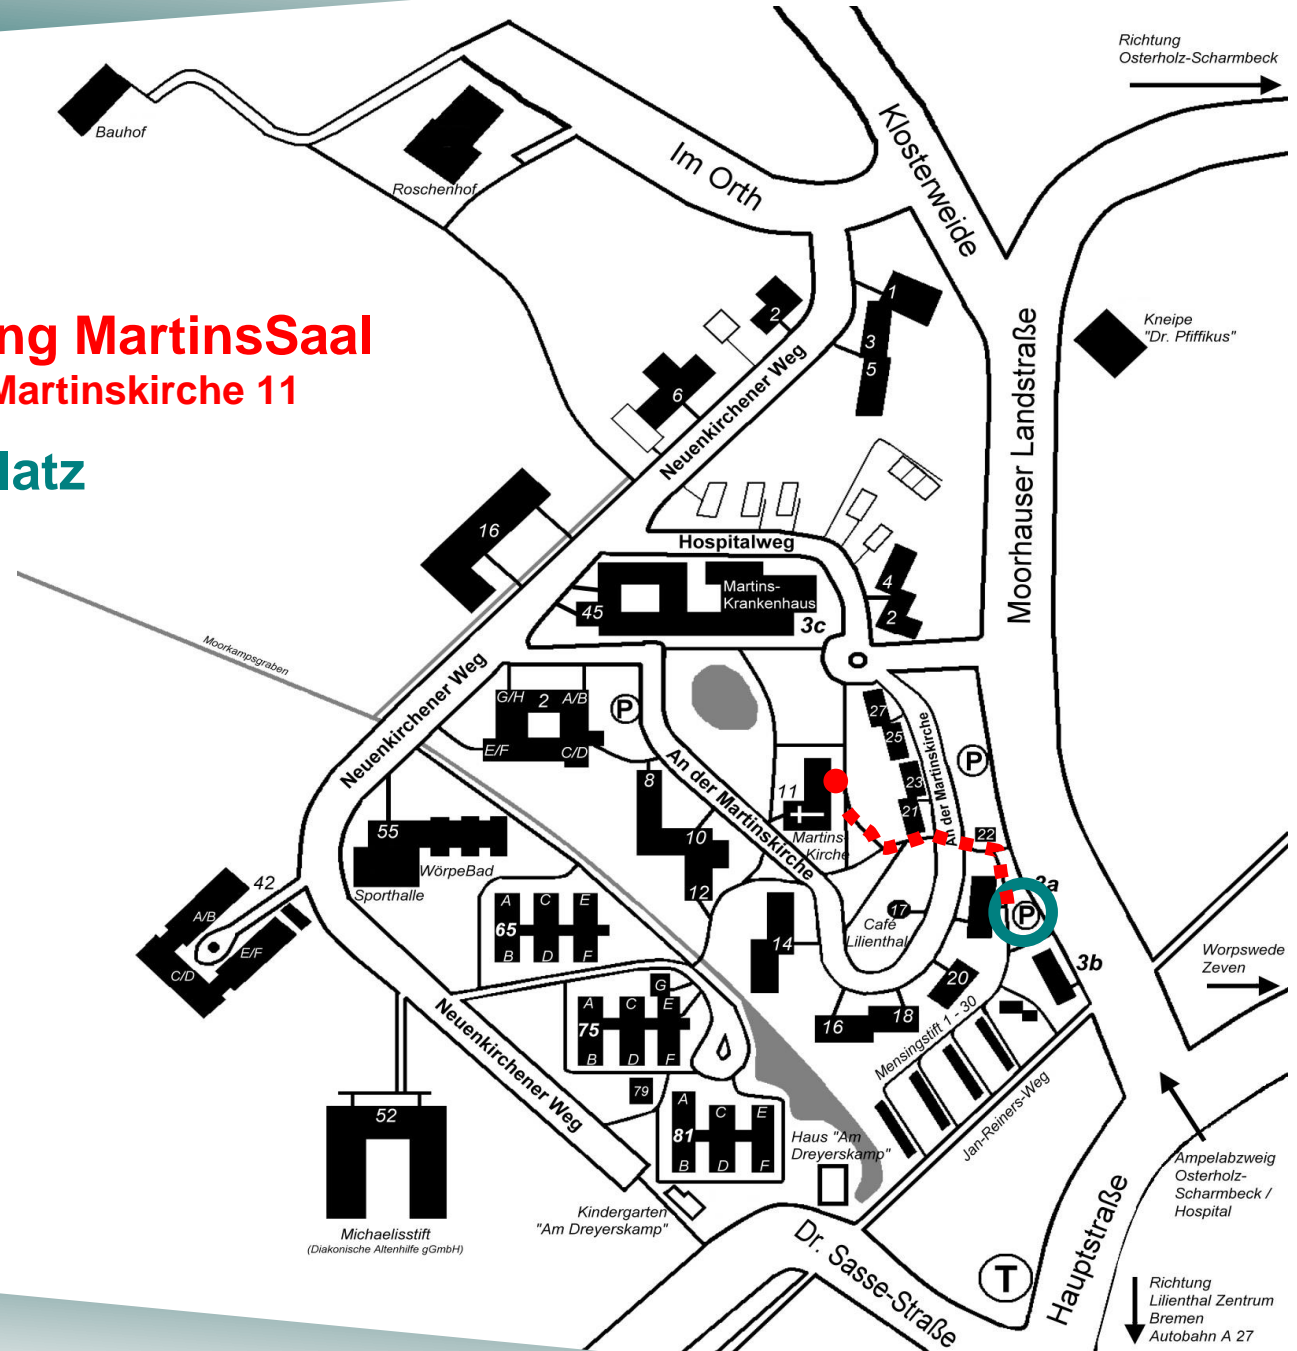 Richtung
Osterholz-Scharmbeck
Klosterweide
Bauhof
Im Orth
Roschenhof
ng MartinsSaal
Martinskirche 11
latz
1
2
3
5
6
Kneipe
"Dr. Pfiffikus"
Neuenkirchener Weg
Moorhauser Landstraße
16
Hospitalweg
Martins-
Krankenhaus
45
3c
4
2
Moorkampsgraben
Neuenkirchener Weg
G/H
2
A/B
E/F
C/D
P
An der Martinskirche
8
10
12
11
Martins-
Kirche
27
25
23
21
An der Martinskirche
P
22
3a
P
3b
55
WörpeBad
Sporthalle
42
A/B
E/F
C/D
A
C
E
65
B
D
F
14
17
Café
Lilienthal
20
18
16
Worpswede
Zeven
G
A
C
E
75
B
D
F
79
Mensingstift 1 - 30
Jan-Reiners-Weg
Neuenkirchener Weg
A
C
E
81
B
D
F
52
Michaelisstift
(Diakonische Altenhilfe gGmbH)
Haus "Am
Dreyerskamp"
Kindergarten
"Am Dreyerskamp"
Ampelabzweig
Osterholz-
Scharmbeck /
Hospital
Dr. Sasse-Straße
T
Hauptstraße
Richtung
Lilienthal Zentrum
Bremen
Autobahn A 27